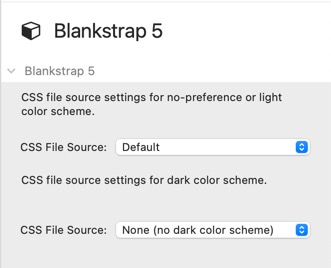 Blankstrap 5
Blankstrap 5
CSS file source settings for no-preference or light
color scheme.
CSS File Source: Default
CSS file source settings for dark color scheme.
CSS File Source: None (no dark color scheme)